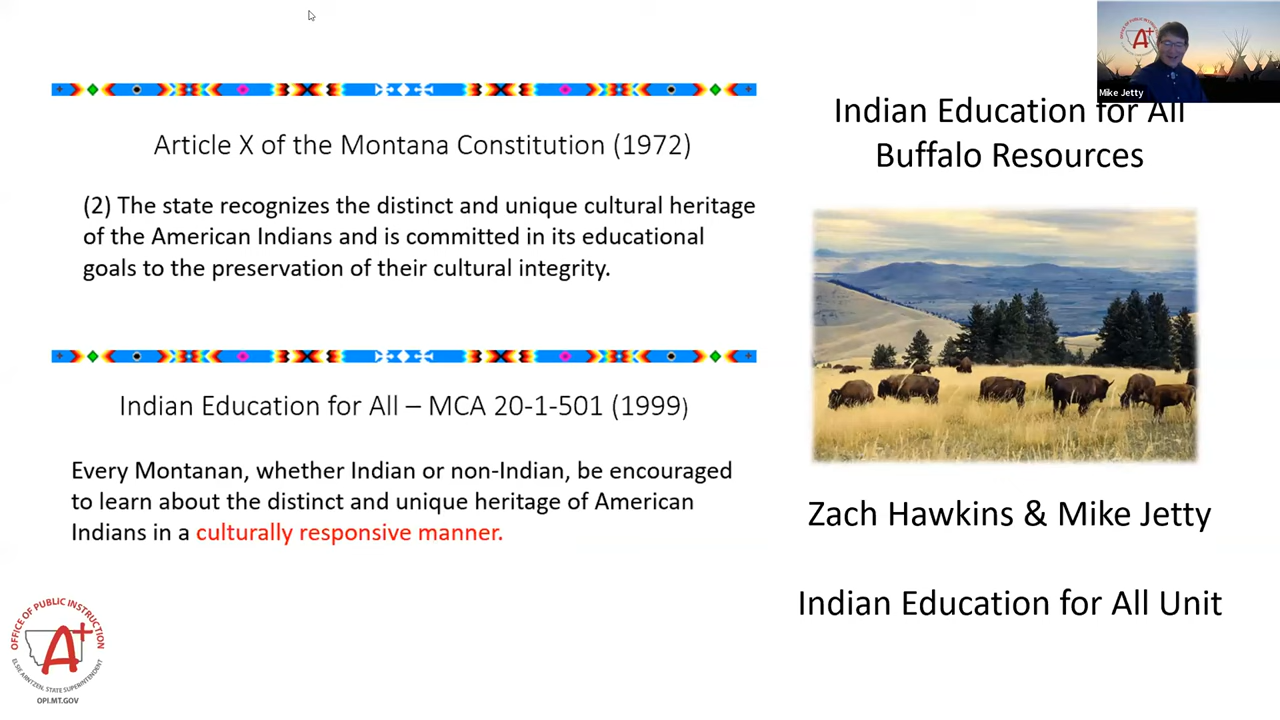 Article X of the Montana Constitution (1972)
(2) The state recognizes the distinct and unique cultural heritage
of the American Indians and is committed in its educational
goals to the preservation of their cultural integrity.
Indian Education for All – MCA 20-1-501 (1999)
Every Montanan, whether Indian or non-Indian, be encouraged
to learn about the distinct and unique heritage of American
Indians in a culturally responsive manner.
OFFICE OF PUBLIC INSTRUCTION
A+
ELSIE ARNTZEN, STATE SUPERINTENDENT
OPI.MT.GOV
A+
Mike Jetty
Indian Education for All
Buffalo Resources
Zach Hawkins & Mike Jetty
Indian Education for All Unit